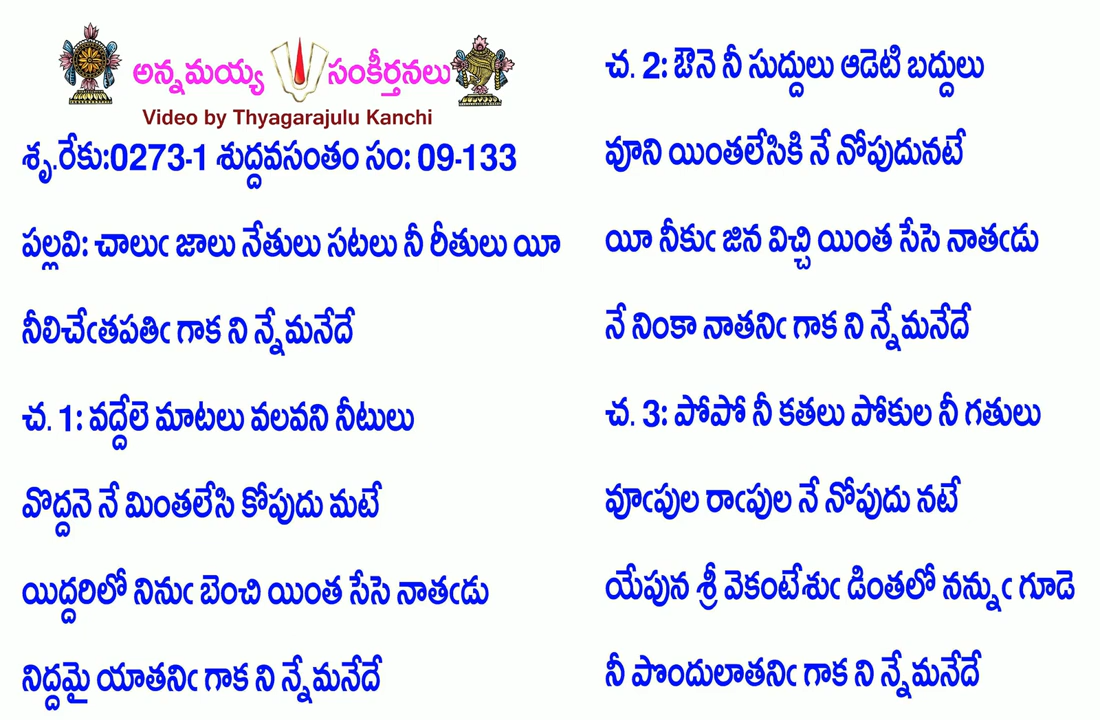 అన్నమయ్య సంకీర్తనలు
Video by Thyagarajulu Kanchi
శృ.రేకు:0273-1 శుద్దవసంతం సం: 09-133
పల్లవి: చాలుఁ జాలు నేతులు సటలు నీ రీతులు యీ
నీలిచేఁతపతిఁ గాక ని న్నేమనేదే
చ. 1: వద్దేలె మాటలు వలవని నీటులు
వొద్దనె నే మింతలేసి కోపుదు మటే
యిద్దరిలో నినుఁ బెంచి యింత సేసె నాతఁడు
నిద్దమై యాతనిఁ గాక ని న్నేమనేదే
చ. 2: ఔనె నీ సుద్దులు ఆడెటి బద్దులు
వూని యింతలేసికి నే నోపుదునటే
యీ నీకుఁ జిన విచ్చి యింత సేసె నాతఁడు
నే నింకా నాతనిఁ గాక ని న్నేమనేదే
చ. 3: పోపో నీ కతలు పోకుల నీ గతులు
వూఁపుల రాఁపుల నే నోపుదు నటే
యేపున శ్రీ వెకంటేశుఁ డింతలో నన్నుఁ గూడె
నీ పొందులాతనిఁ గాక ని న్నేమనేదే